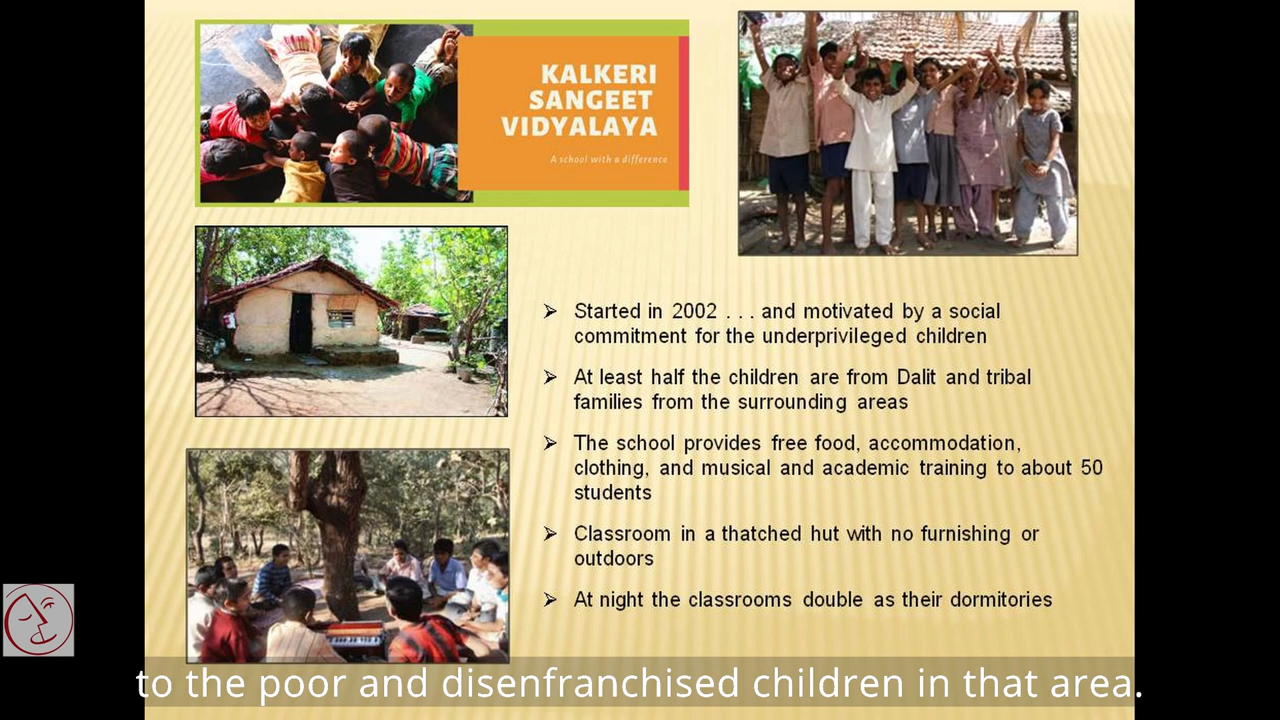 KALKERI
SANGEET
VIDYALAYA
A school with a difference
➢ Started in 2002 . . . and motivated by a social
commitment for the underprivileged children
➢ At least half the children are from Dalit and tribal
families from the surrounding areas
➢ The school provides free food, accommodation,
clothing, and musical and academic training to about 50
students
➢ Classroom in a thatched hut with no furnishing or
outdoors
➢ At night the classrooms double as their dormitories
to the poor and disenfranchised children in that area.